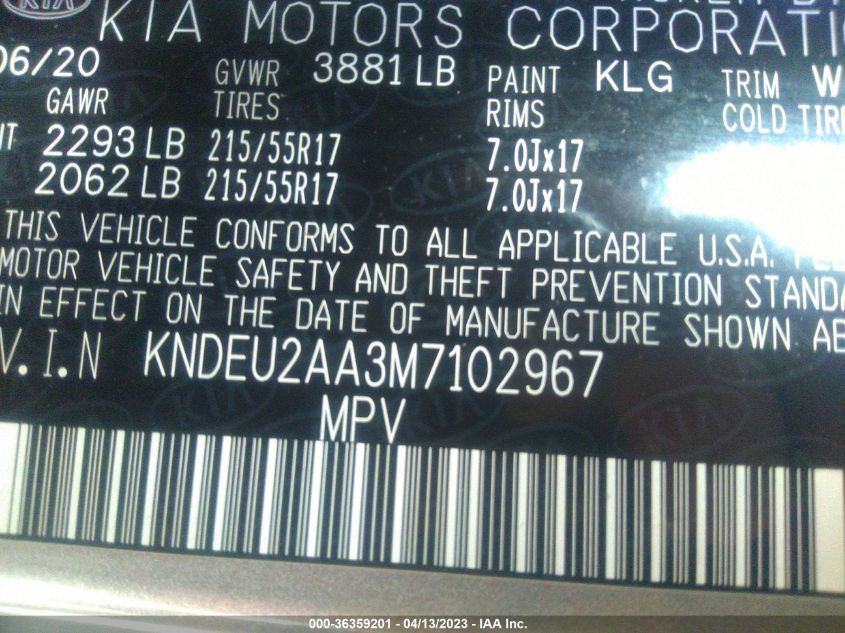 KIA MOTORS CORPORATI
06/20 GVWR 3881 LB PAINT KLG TRIM W
GAWR TIRES RIMS COLD TIRE
NT 2293 LB 215/55R17 7.0Jx17
2062 LB 215/55R17 7.0Jx17
THIS VEHICLE CONFORMS TO ALL APPLICABLE U.S.A.
MOTOR VEHICLE SAFETY AND THEFT PREVENTION STANDA
IN EFFECT ON THE DATE OF MANUFACTURE SHOWN AB
V.I.N KNDEU2AA3M7102967
MPV
000-36359201 - 04/13/2023 - IAA Inc.